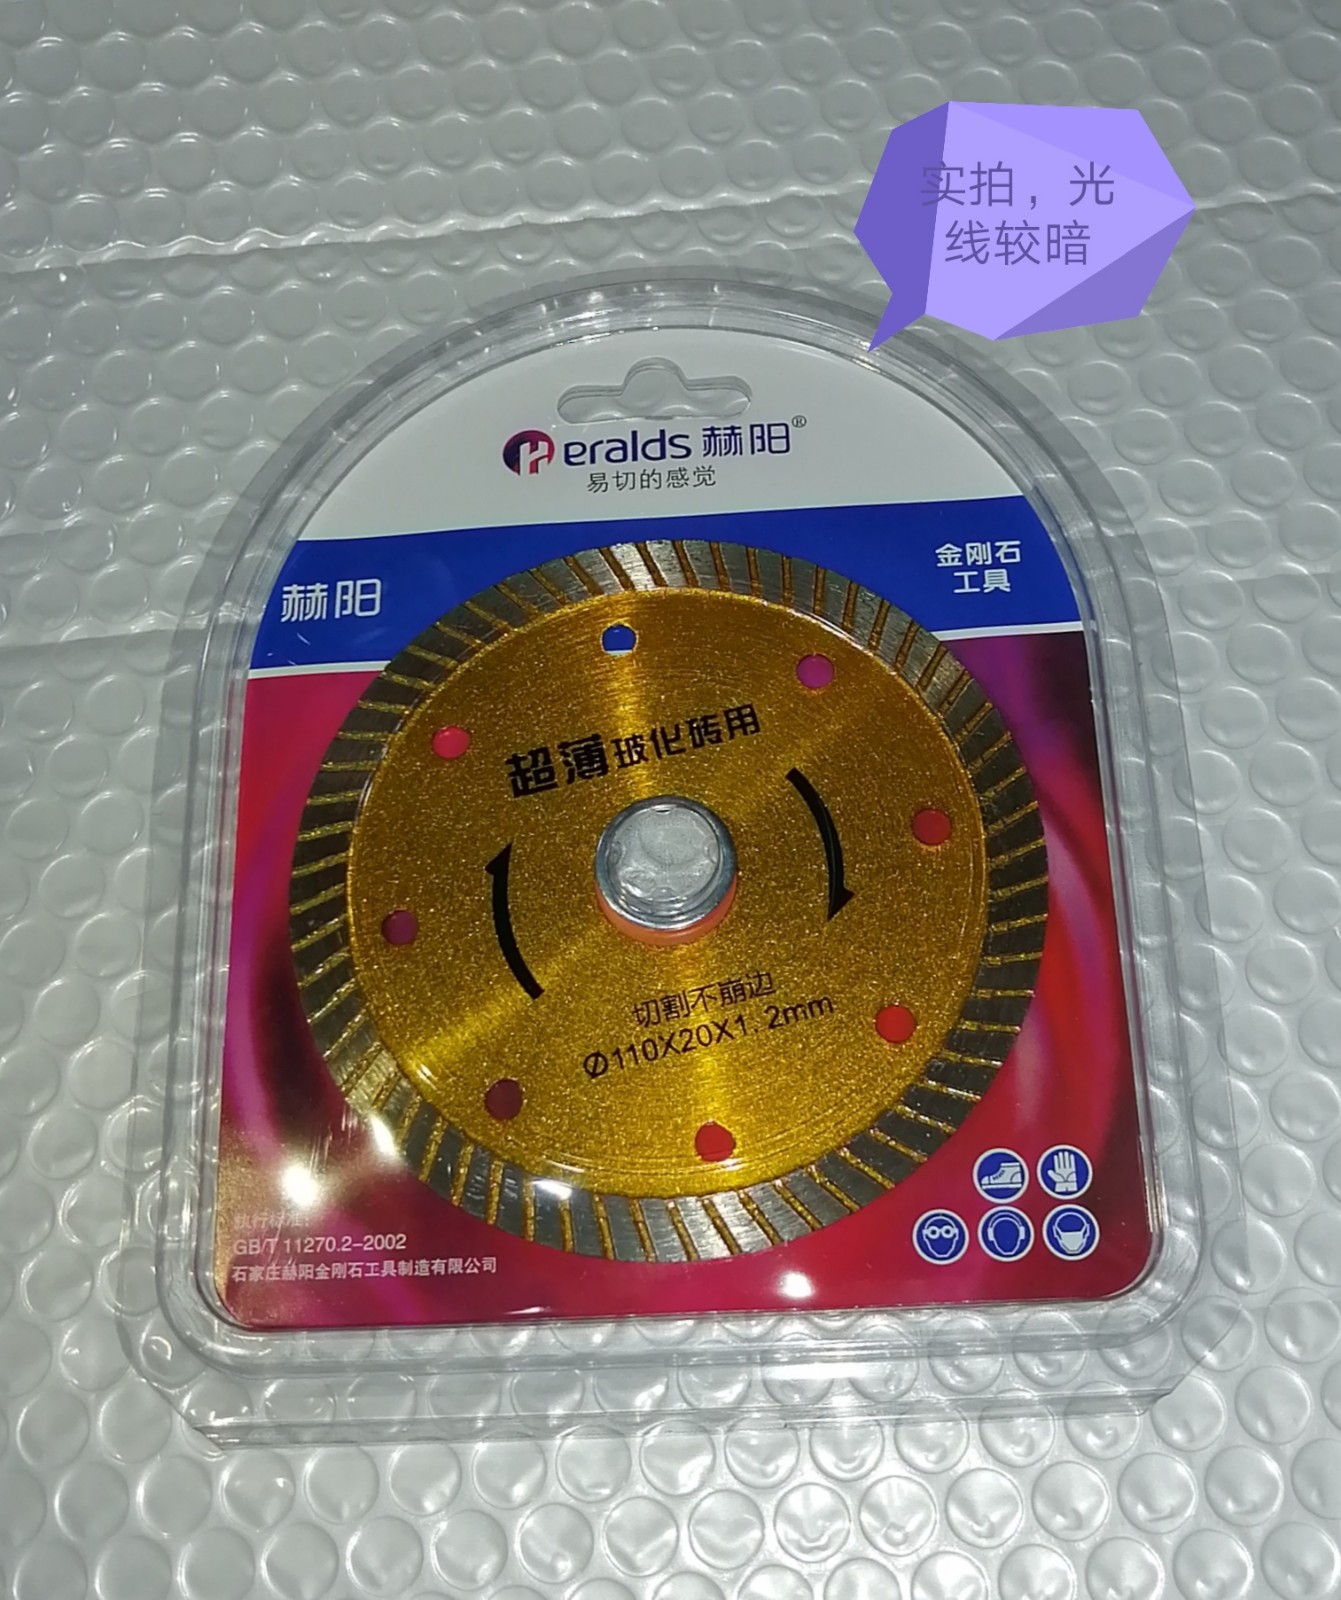 实拍，光
线较暗
Heralds 赫阳®
易切的感觉
金刚石
工具
赫阳
超薄玻化砖用
切割不崩边
Ø110X20X1.2mm
执行标准:
GB/T 11270.2-2002
石家庄赫阳金刚石工具制造有限公司